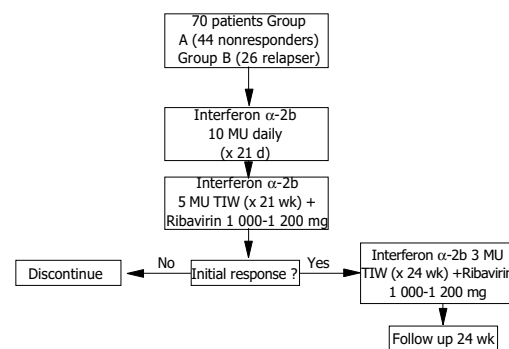 70 patients Group
A (44 nonresponders)
Group B (26 relapser)
Interferon α-2b
10 MU daily
(x 21 d)
Interferon α-2b
5 MU TIW (x 21 wk) +
Ribavirin 1 000-1 200 mg
No
Initial response ?
Yes
Discontinue
Interferon α-2b 3 MU
TIW (x 24 wk) +Ribavirin
1 000-1 200 mg
Follow up 24 wk